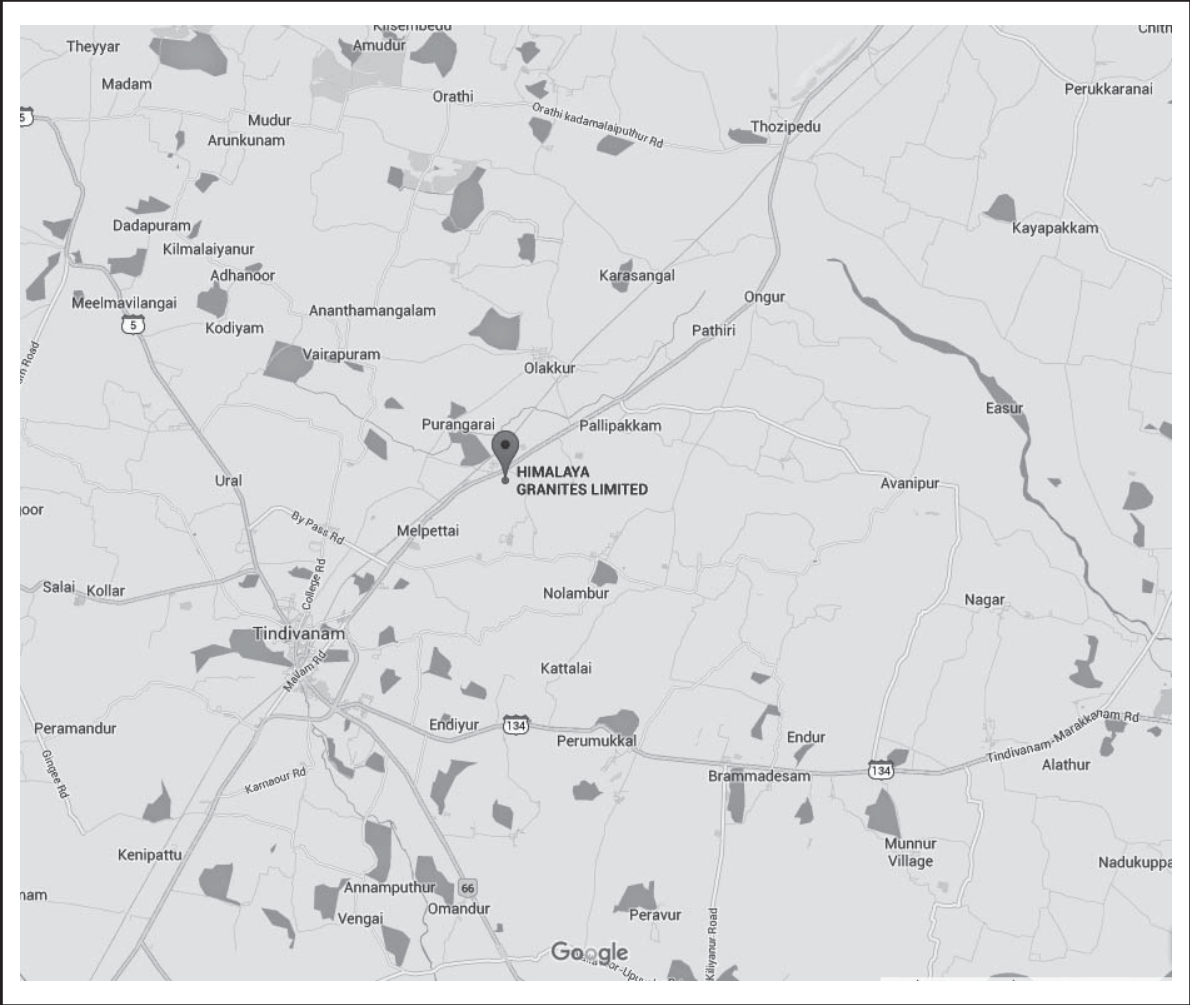 Kilsembedu
Theyyar
Amudur
Madam
Orathi
Perukkaranai
5
Orathi kadamalaiputhur Rd
Mudur
Thozipedu
Arunkunam
Dadapuram
Kayapakkam
Kilmalaiyanur
Adhanoor
Karasangal
Meelmavilangai
Ongur
Ananthamangalam
5
Kodiyam
Pathiri
Vairapuram
Olakkur
Easur
Purangarai
Pallipakkam
HIMALAYA
GRANITES LIMITED
Ural
Avanipur
By Pass Rd
Melpettai
College Rd
Salai
Kollar
Nolambur
Nagar
Tindivanam
Mailam Rd
Kattalai
Peramandur
Endiyur
134
Perumukkal
Endur
Tindivanam-Marakkanam Rd
Gingee Rd
Karnaour Rd
Brammadesam
134
Alathur
Kenipattu
Munnur
Village
Nadukuppa
Annamputhur
66
Omandur
Vengai
Peravur
Kiliyanur Road
Google